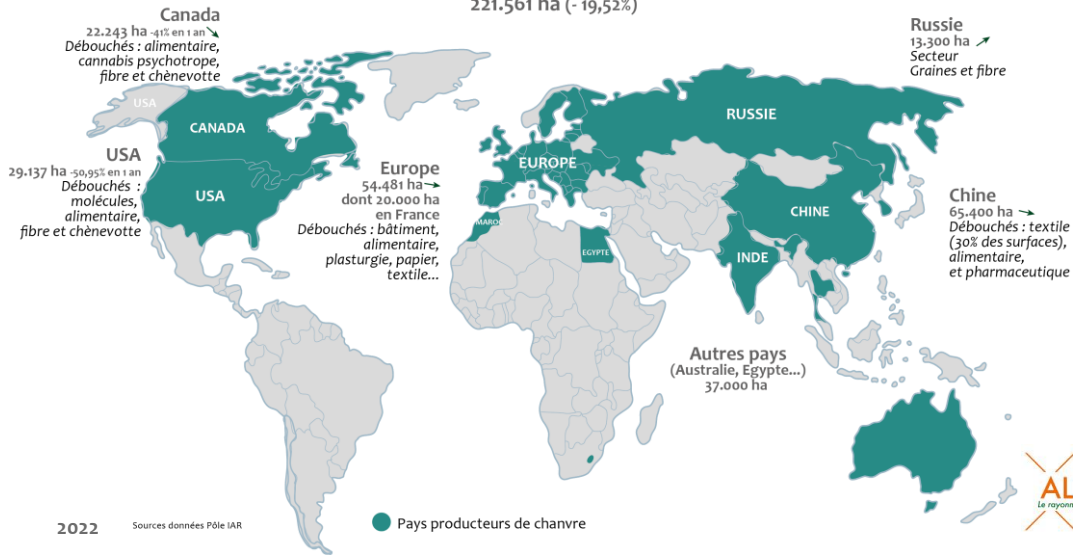 221.561 ha (- 19,52%)
Canada
22.243 ha -41% en 1 an
Débouchés : alimentaire,
cannabis psychotrope,
fibre et chènevotte
Russie
13.300 ha
Secteur
Graines et fibre
USA
CANADA
RUSSIE
USA
29.137 ha -50,95% en 1 an
Débouchés :
molécules,
alimentaire,
fibre et chènevotte
USA
Europe
54.481 ha
dont 20.000 ha
en France
Débouchés : bâtiment,
alimentaire,
plasturgie, papier,
textile...
EUROPE
MAROC
EGYPTE
CHINE
INDE
Chine
65.400 ha
Débouchés : textile
(30% des surfaces),
alimentaire,
et pharmaceutique
Autres pays
(Australie, Egypte...)
37.000 ha
AL
Le rayonn
2022
Sources données Pôle IAR
Pays producteurs de chanvre